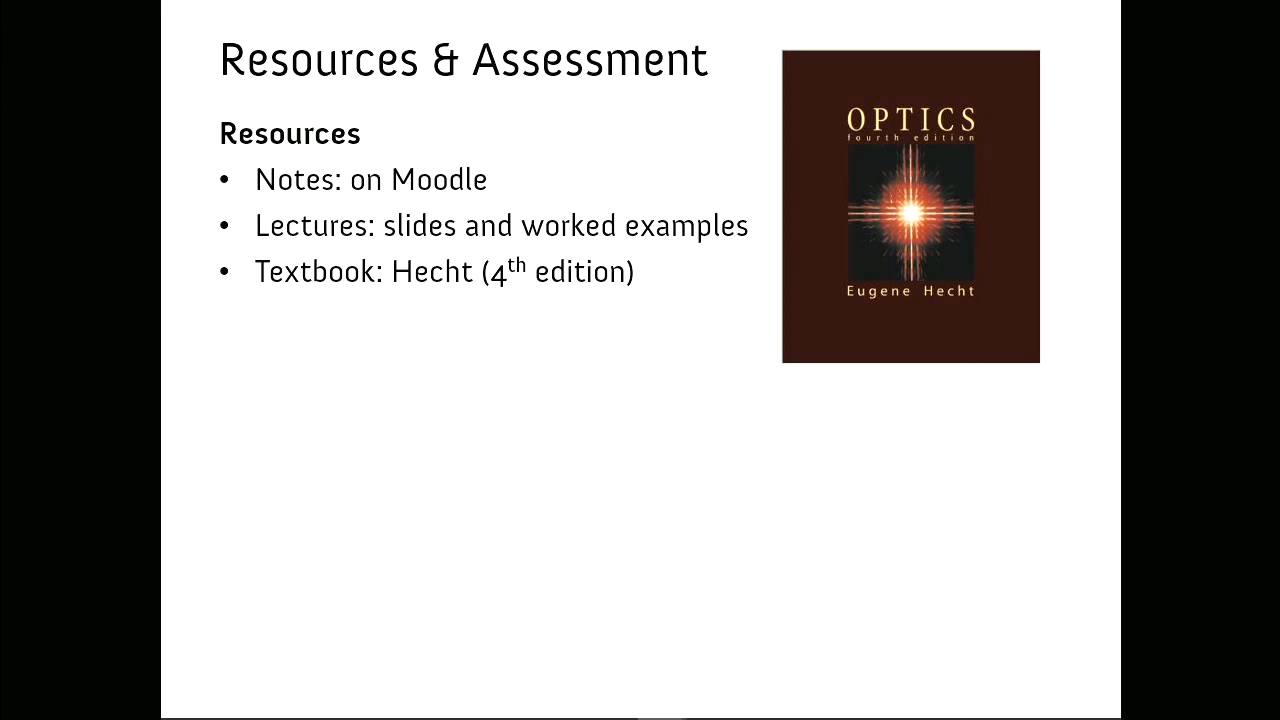 Resources & Assessment
Resources
• Notes: on Moodle
• Lectures: slides and worked examples
• Textbook: Hecht (4th edition)
OPTICS
fourth edition
Eugene Hecht